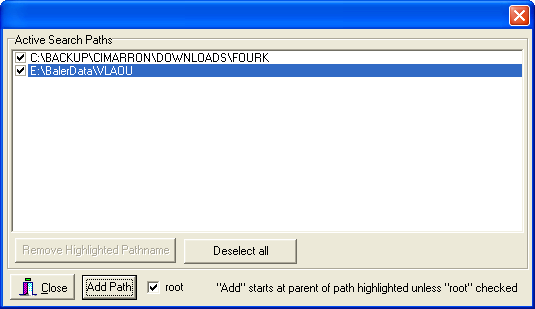 Active Search Paths
C:\BACKUP\CIMARRON\DOWNLOADS\FOURK
E:\BalerData\VLAOU
Remove Highlighted Pathname
Deselect all
Close
Add Path
root
"Add" starts at parent of path highlighted unless "root" checked